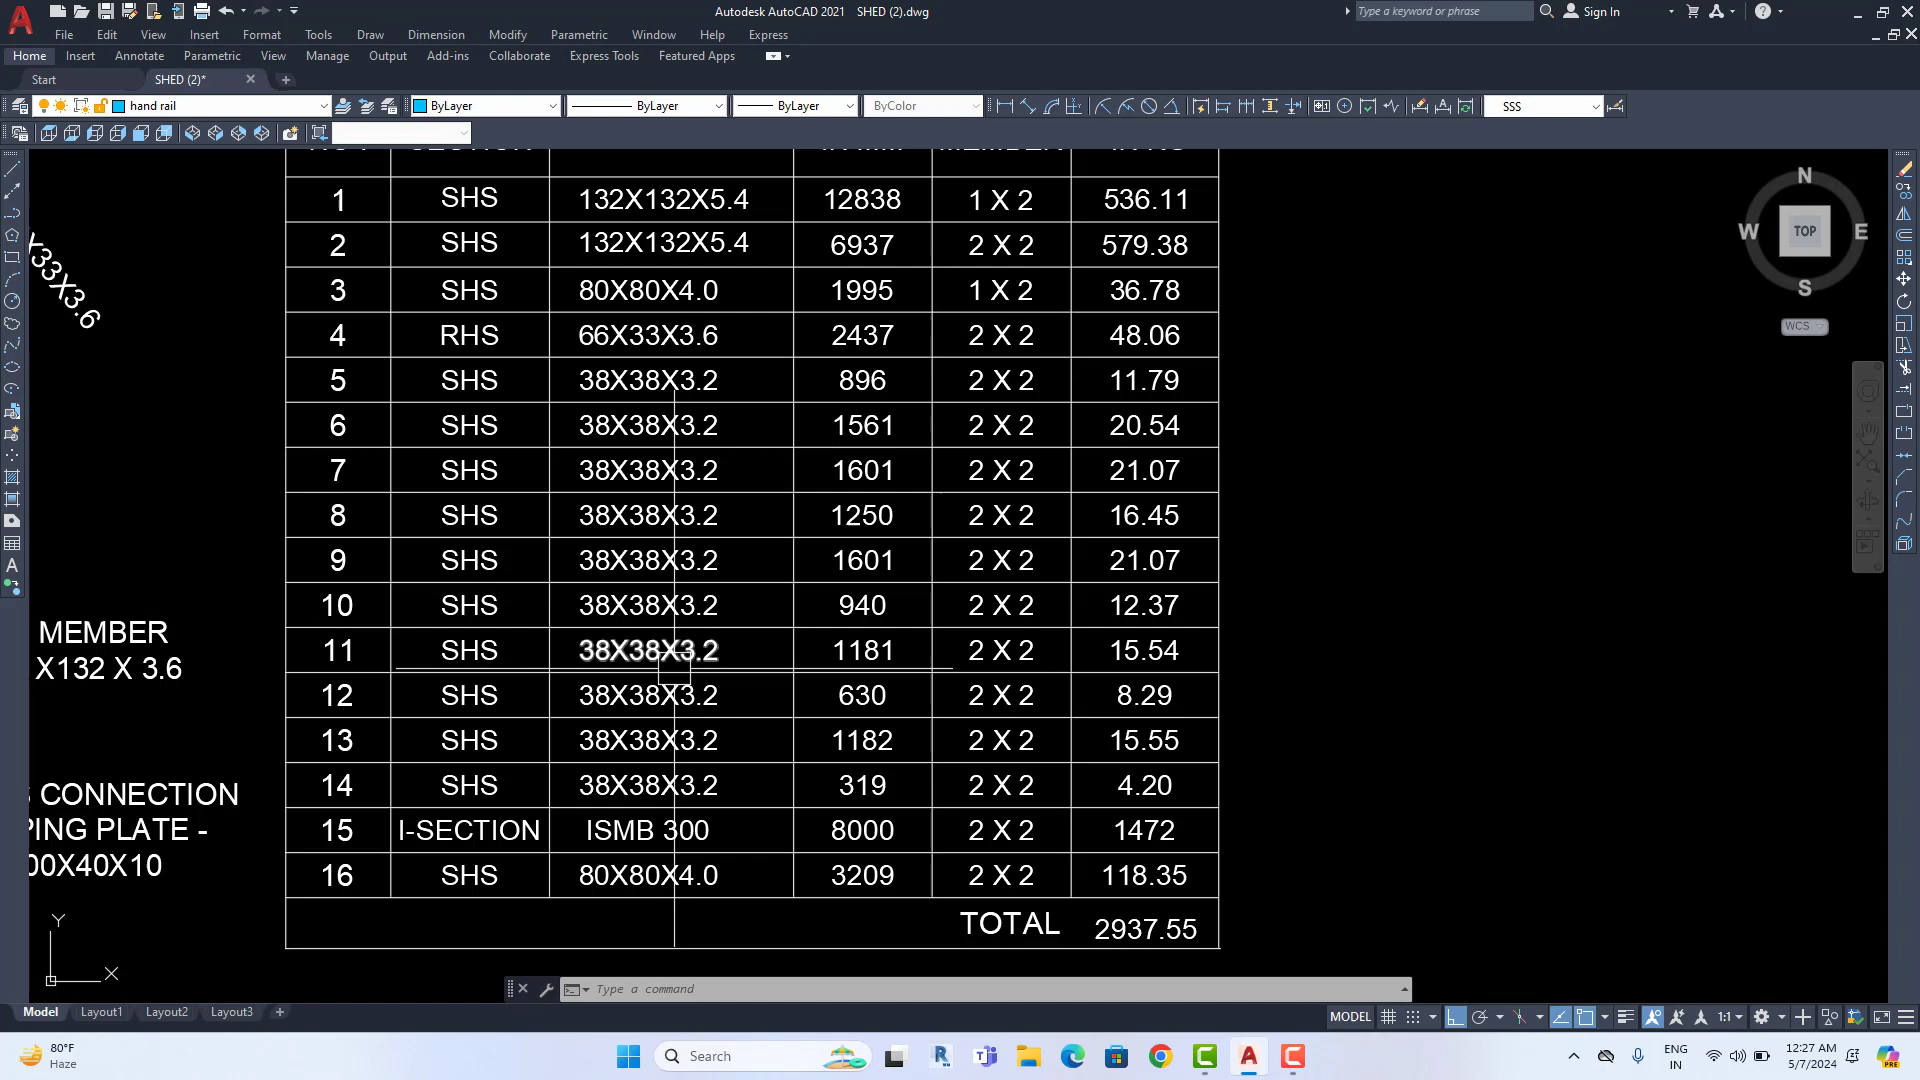 Autodesk AutoCAD 2021 SHED (2).dwg
Type a keyword or phrase
Sign In
File Edit View Insert Format Tools Draw Dimension Modify Parametric Window Help Express
Home Insert Annotate Parametric View Manage Output Add-ins Collaborate Express Tools Featured Apps
Start SHED (2)*
hand rail ByLayer ByLayer ByLayer ByColor SSS
1 SHS 132X132X5.4 12838 1 X 2 536.11
2 SHS 132X132X5.4 6937 2 X 2 579.38
3 SHS 80X80X4.0 1995 1 X 2 36.78
4 RHS 66X33X3.6 2437 2 X 2 48.06
5 SHS 38X38X3.2 896 2 X 2 11.79
6 SHS 38X38X3.2 1561 2 X 2 20.54
7 SHS 38X38X3.2 1601 2 X 2 21.07
8 SHS 38X38X3.2 1250 2 X 2 16.45
9 SHS 38X38X3.2 1601 2 X 2 21.07
10 SHS 38X38X3.2 940 2 X 2 12.37
11 SHS 38X38X3.2 1181 2 X 2 15.54
12 SHS 38X38X3.2 630 2 X 2 8.29
13 SHS 38X38X3.2 1182 2 X 2 15.55
14 SHS 38X38X3.2 319 2 X 2 4.20
15 I-SECTION ISMB 300 8000 2 X 2 1472
16 SHS 80X80X4.0 3209 2 X 2 118.35
TOTAL 2937.55
X33X3.6
MEMBER
X132 X 3.6
CONNECTION
PING PLATE -
00X40X10
N
W TOP E
S
WCS
Y
X
Type a command
Model Layout1 Layout2 Layout3
MODEL 1:1
80°F
Haze
Search
ENG
IN
12:27 AM
5/7/2024
PRE